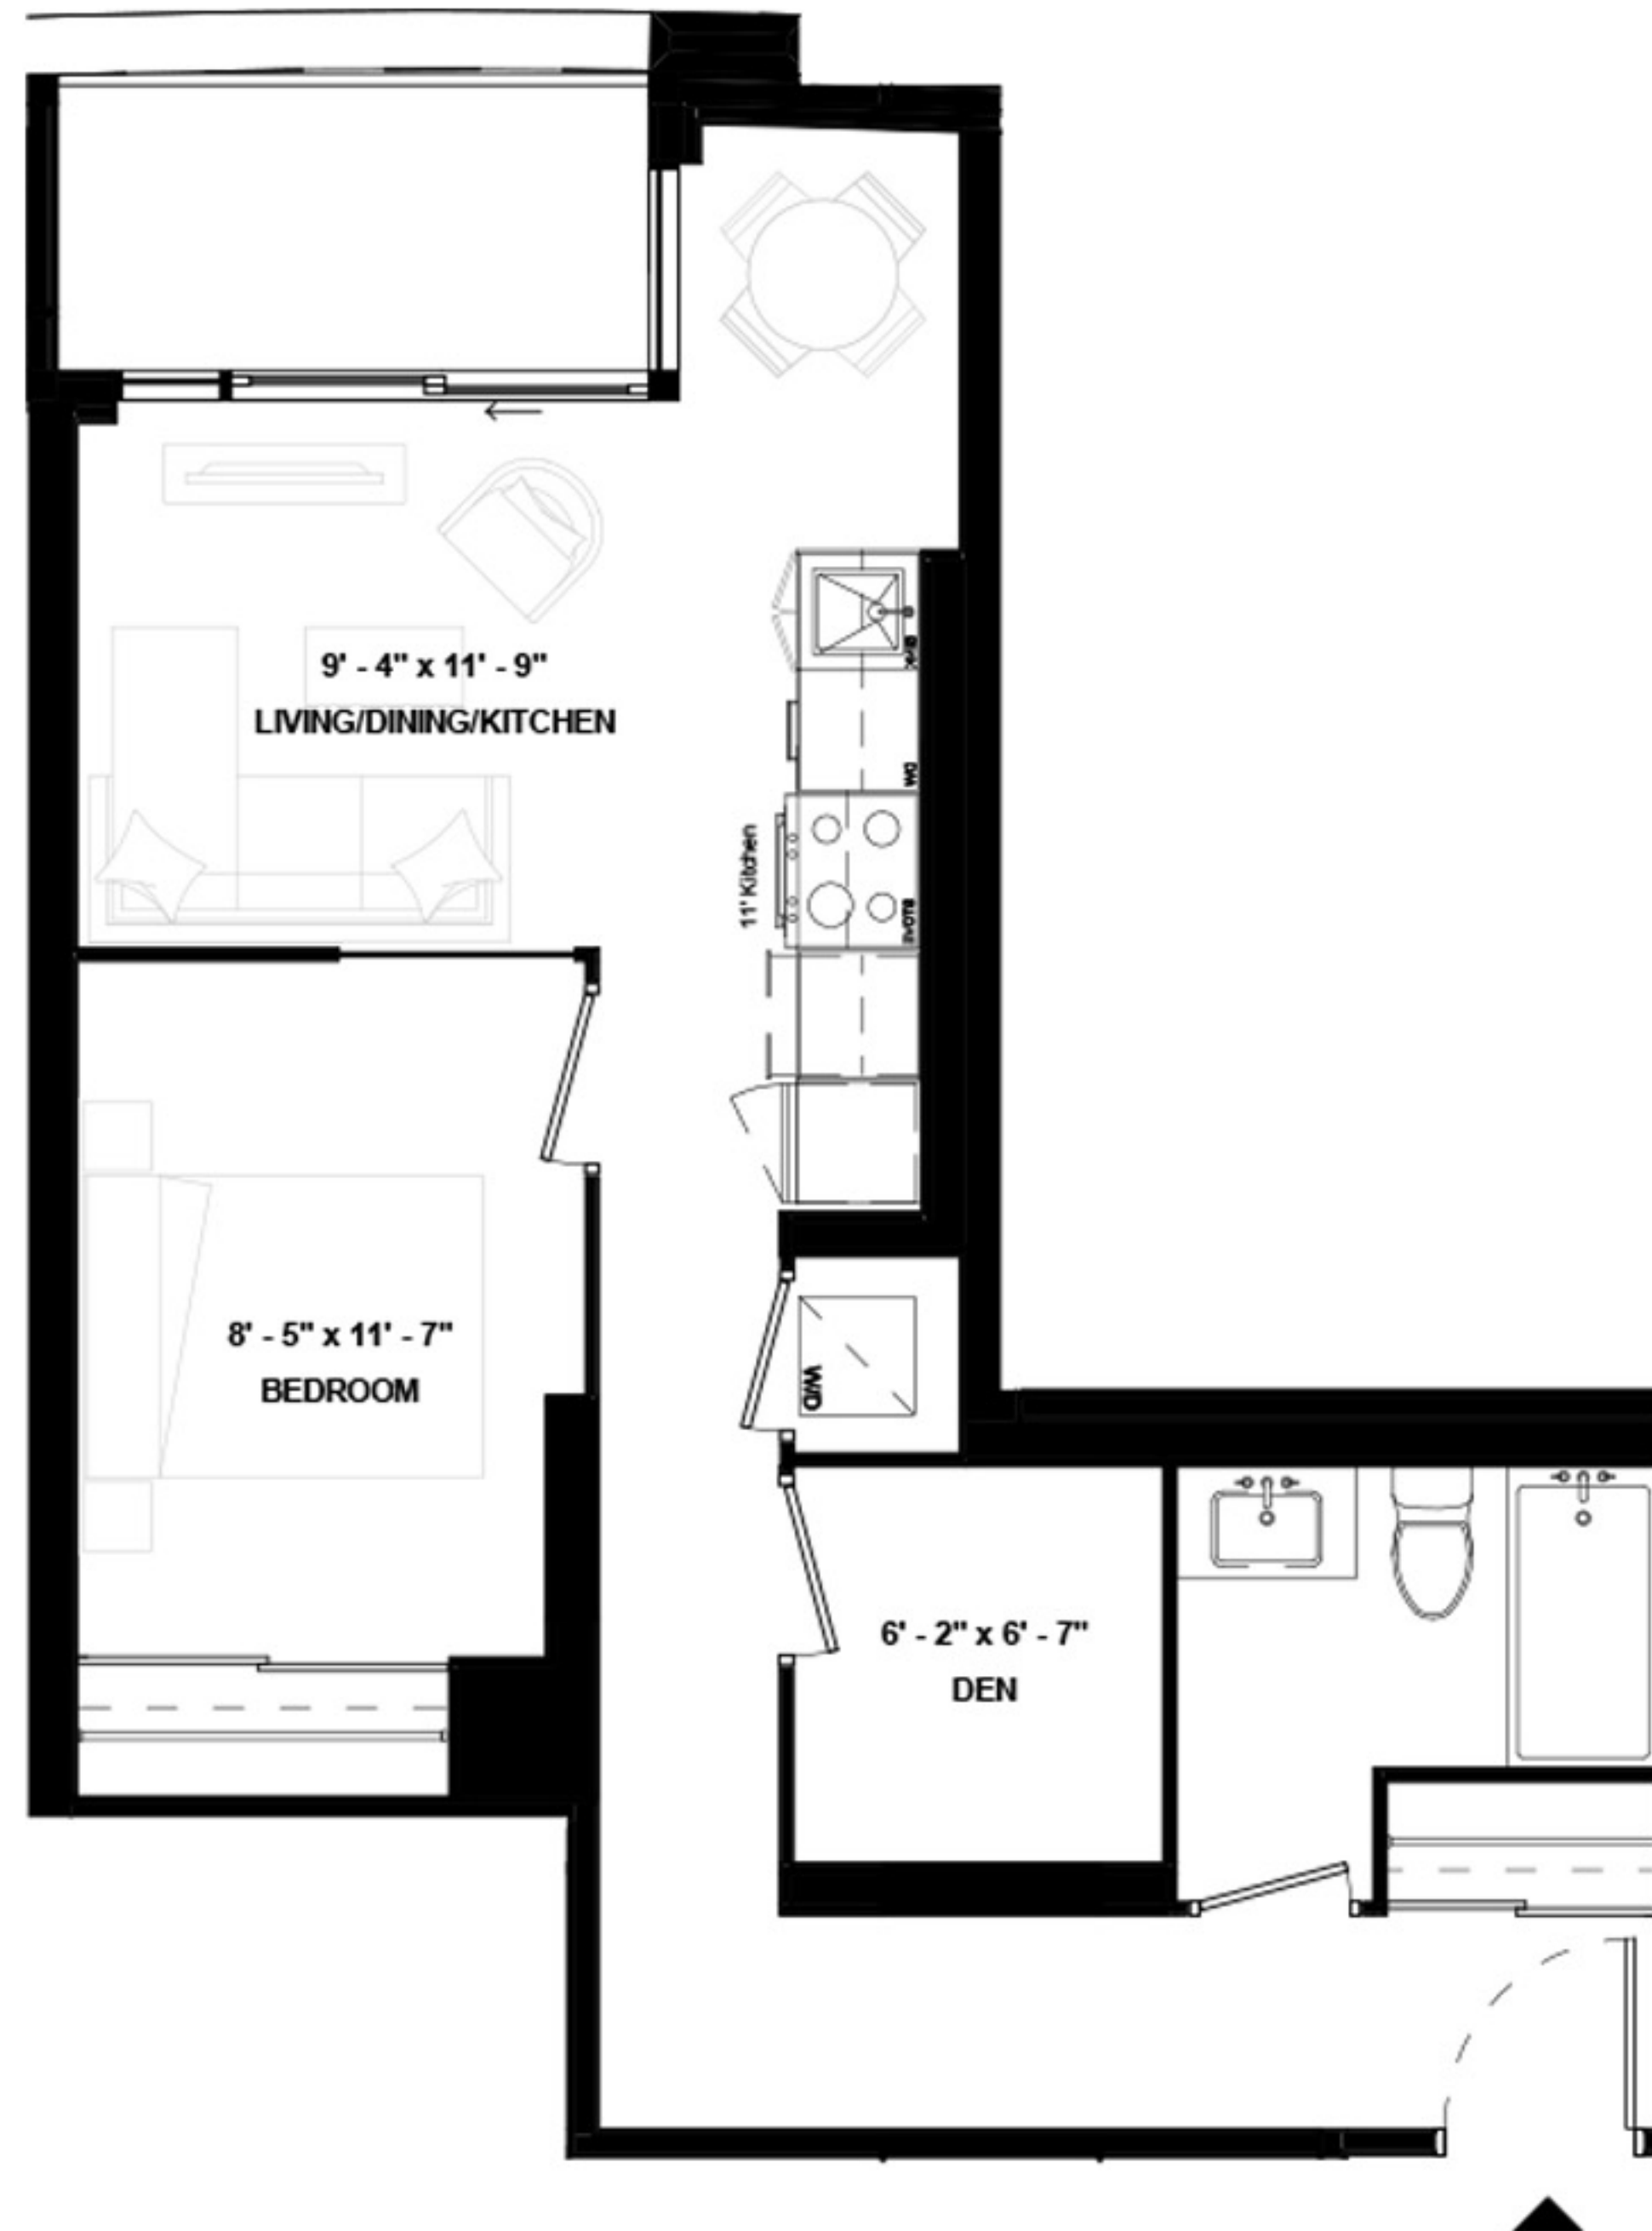 9' - 4" x 11' - 9"
LIVING/DINING/KITCHEN
11' Kitchen
8' - 5" x 11' - 7"
BEDROOM
W/D
6' - 2" x 6' - 7"
DEN